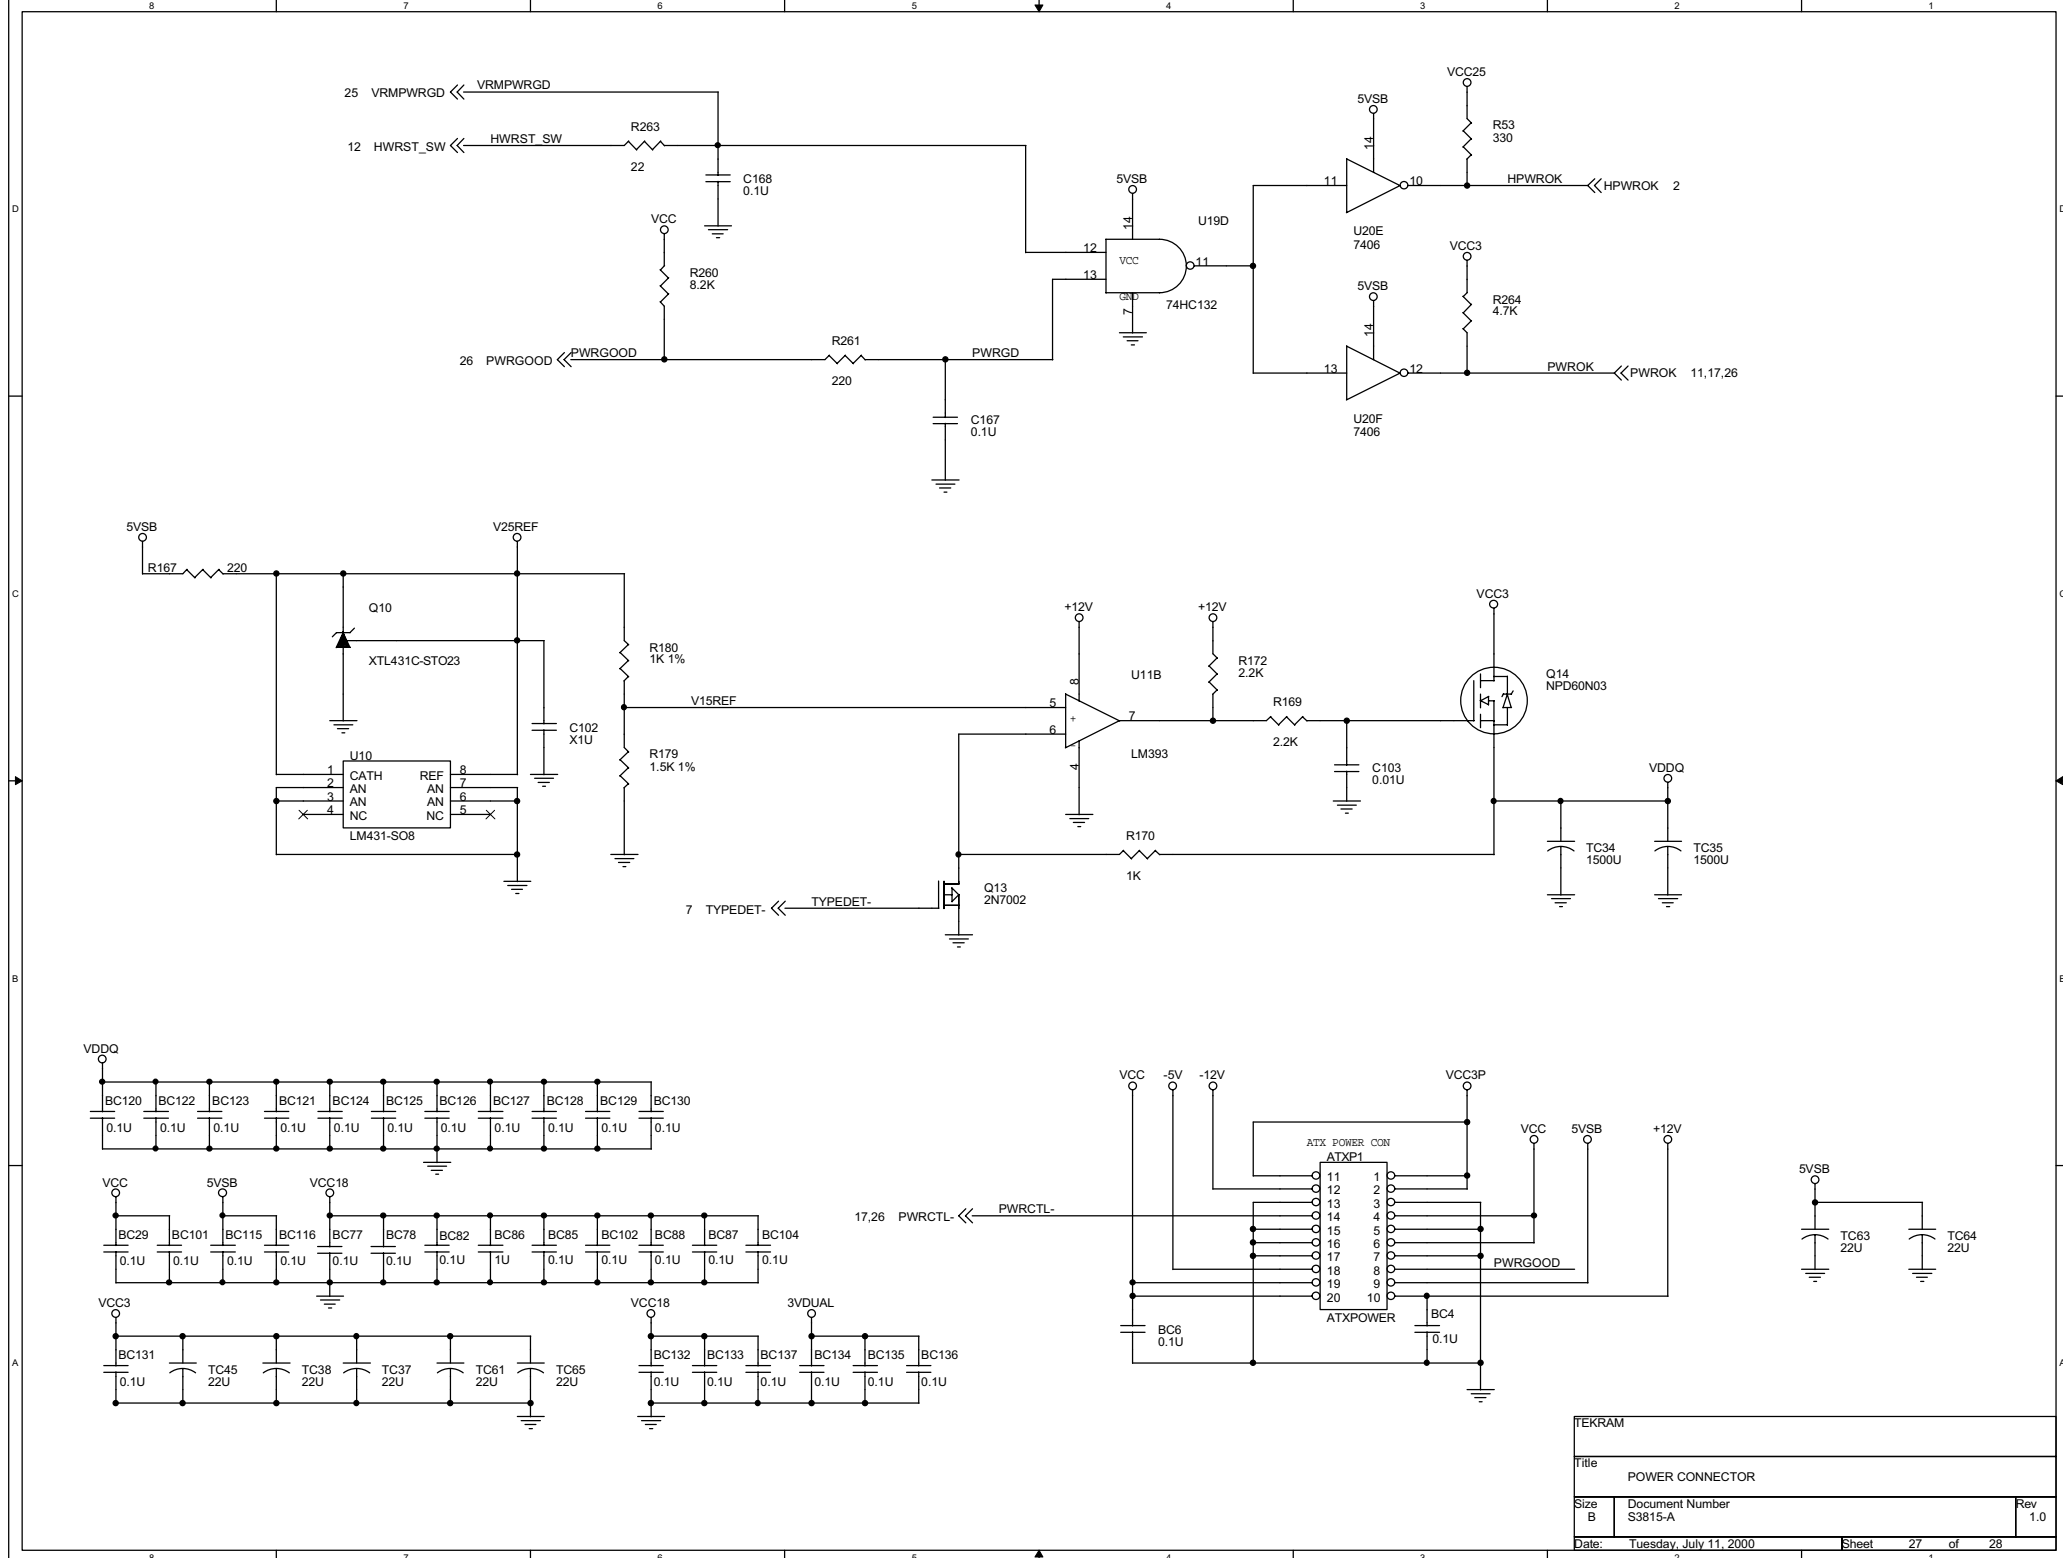 8 7 6 5 4 3 2 1
D
C
B
A
25 VRMPWRGD VRMPWRGD
12 HWRST_SW HWRST_SW
R263
22
C168
0.1U
VCC
R260
8.2K
26 PWRGOOD PWRGOOD
R261
220
PWRGD
C167
0.1U
5VSB
14
U19D
12
13
VCC
GND
11
7
74HC132
5VSB
14
11
10
U20E
7406
VCC25
R53
330
HPWROK
HPWROK 2
5VSB
14
13
12
U20F
7406
VCC3
R264
4.7K
PWROK
PWROK 11,17,26
5VSB
R167 220
V25REF
Q10
XTL431C-STO23
C102
X1U
U10
1 CATH REF 8
2 AN AN 7
3 AN AN 6
4 NC NC 5
LM431-SO8
R180
1K 1%
V15REF
R179
1.5K 1%
+12V
8
U11B
5
+
6
-
7
4
LM393
+12V
R172
2.2K
R169
2.2K
C103
0.01U
VCC3
Q14
NPD60N03
VDDQ
TC34
1500U
TC35
1500U
R170
1K
Q13
2N7002
7 TYPEDET- TYPEDET-
VDDQ
BC120 BC122 BC123 BC121 BC124 BC125 BC126 BC127 BC128 BC129 BC130
0.1U 0.1U 0.1U 0.1U 0.1U 0.1U 0.1U 0.1U 0.1U 0.1U 0.1U
VCC 5VSB VCC18
BC29 BC101 BC115 BC116 BC77 BC78 BC82 BC86 BC85 BC102 BC88 BC87 BC104
0.1U 0.1U 0.1U 0.1U 0.1U 0.1U 0.1U 1U 0.1U 0.1U 0.1U 0.1U 0.1U
VCC3
BC131 TC45 TC38 TC37 TC61 TC65
0.1U 22U 22U 22U 22U 22U
VCC18 3VDUAL
BC132 BC133 BC137 BC134 BC135 BC136
0.1U 0.1U 0.1U 0.1U 0.1U 0.1U
VCC -5V -12V VCC3P
VCC 5VSB +12V
ATX POWER CON
ATXP1
11 1
12 2
13 3
14 4
15 5
16 6
17 7
18 8
19 9
20 10
ATXPOWER
17,26 PWRCTL- PWRCTL-
PWRGOOD
BC6
0.1U
BC4
0.1U
5VSB
TC63
22U
TC64
22U
TEKRAM
Title
POWER CONNECTOR
Size Document Number Rev
B S3815-A 1.0
Date: Tuesday, July 11, 2000 Sheet 27 of 28
8 7 6 5 4 3 2 1